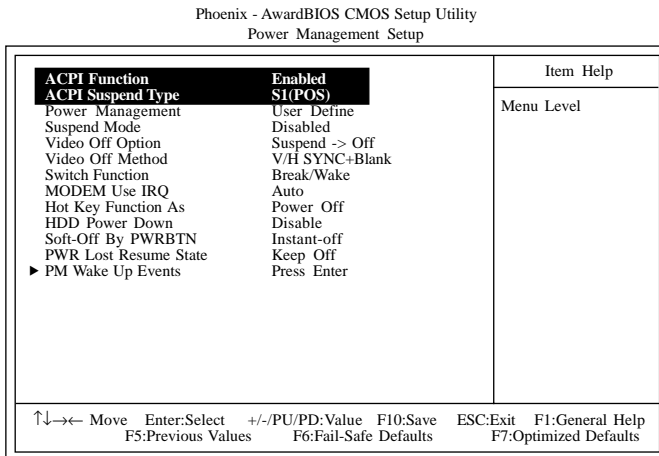 Phoenix - AwardBIOS CMOS Setup Utility
Power Management Setup
ACPI Function Enabled
ACPI Suspend Type S1(POS)
Power Management User Define
Suspend Mode Disabled
Video Off Option Suspend -> Off
Video Off Method V/H SYNC+Blank
Switch Function Break/Wake
MODEM Use IRQ Auto
Hot Key Function As Power Off
HDD Power Down Disable
Soft-Off By PWRBTN Instant-off
PWR Lost Resume State Keep Off
▶ PM Wake Up Events Press Enter
Item Help
Menu Level
↑↓→← Move Enter:Select +/-/PU/PD:Value F10:Save ESC:Exit F1:General Help
F5:Previous Values F6:Fail-Safe Defaults F7:Optimized Defaults